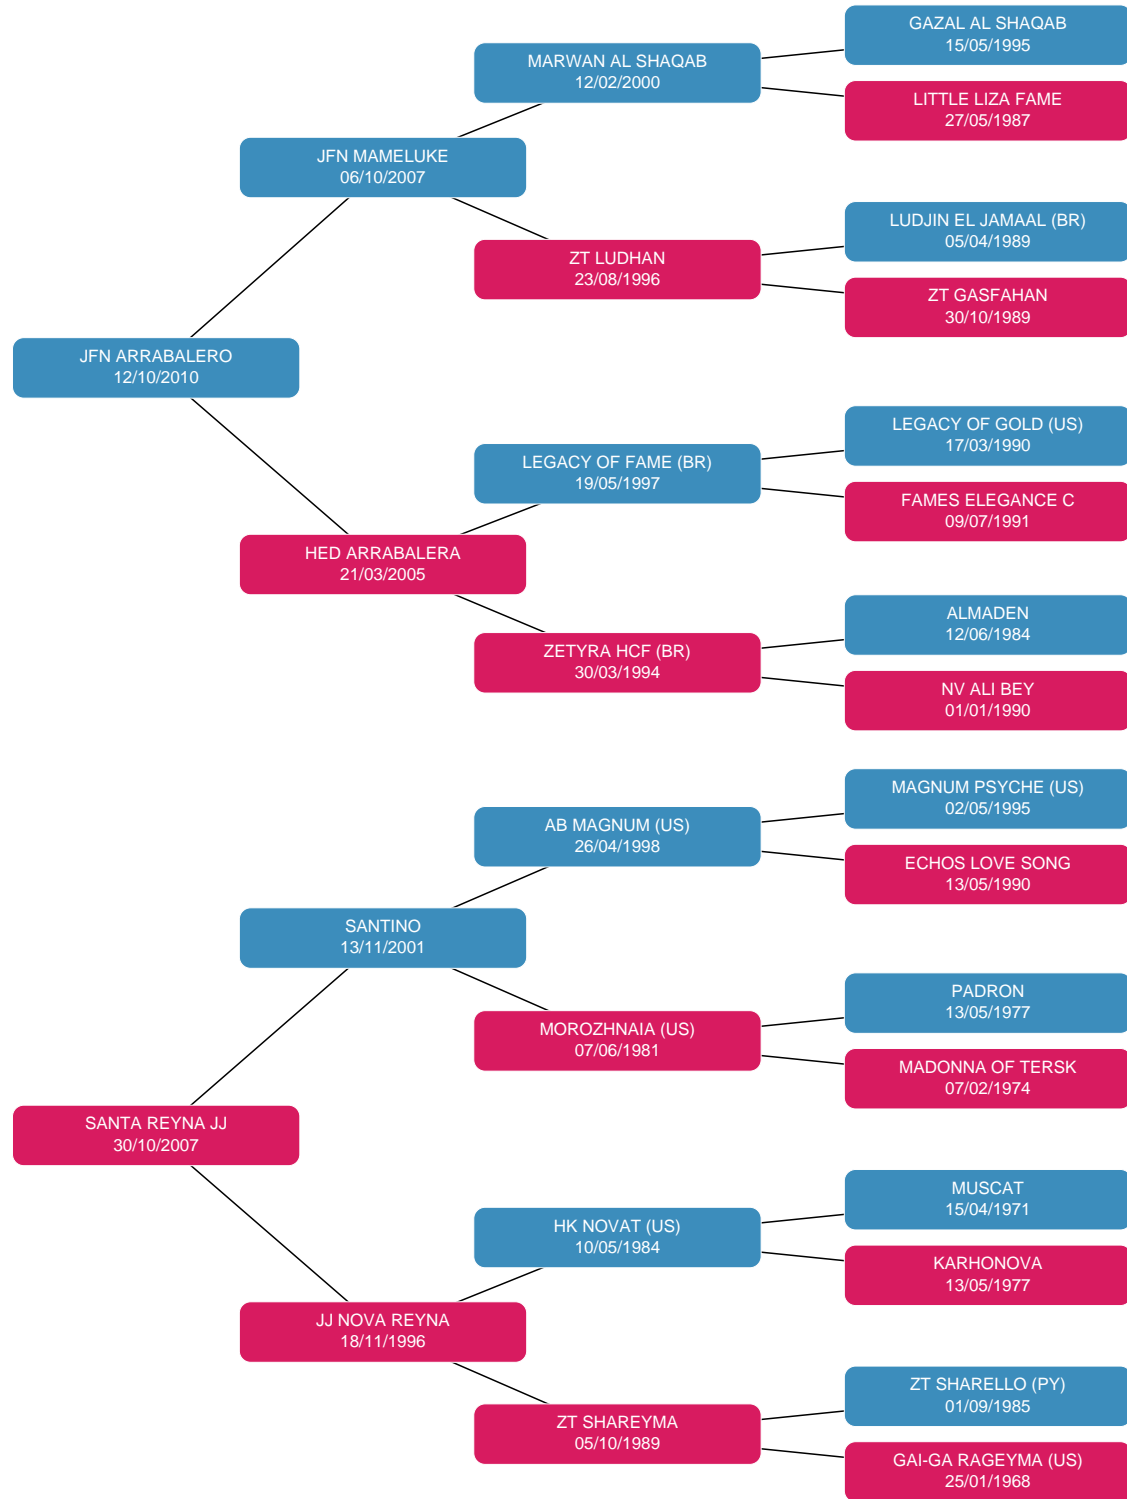 GAZAL AL SHAQAB
15/05/1995
MARWAN AL SHAQAB
12/02/2000
LITTLE LIZA FAME
27/05/1987
JFN MAMELUKE
06/10/2007
LUDJIN EL JAMAAL (BR)
05/04/1989
ZT LUDHAN
23/08/1996
ZT GASFAHAN
30/10/1989
JFN ARRABALERO
12/10/2010
LEGACY OF GOLD (US)
17/03/1990
LEGACY OF FAME (BR)
19/05/1997
FAMES ELEGANCE C
09/07/1991
HED ARRABALERA
21/03/2005
ALMADEN
12/06/1984
ZETYRA HCF (BR)
30/03/1994
NV ALI BEY
01/01/1990
MAGNUM PSYCHE (US)
02/05/1995
AB MAGNUM (US)
26/04/1998
ECHOS LOVE SONG
13/05/1990
SANTINO
13/11/2001
PADRON
13/05/1977
MOROZHNAIA (US)
07/06/1981
MADONNA OF TERSK
07/02/1974
SANTA REYNA JJ
30/10/2007
MUSCAT
15/04/1971
HK NOVAT (US)
10/05/1984
KARHONOVA
13/05/1977
JJ NOVA REYNA
18/11/1996
ZT SHARELLO (PY)
01/09/1985
ZT SHAREYMA
05/10/1989
GAI-GA RAGEYMA (US)
25/01/1968